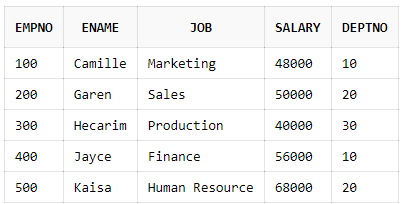 EMPNO ENAME JOB SALARY DEPTNO
100 Camille Marketing 48000 10
200 Garen Sales 50000 20
300 Hecarim Production 40000 30
400 Jayce Finance 56000 10
500 Kaisa Human Resource 68000 20